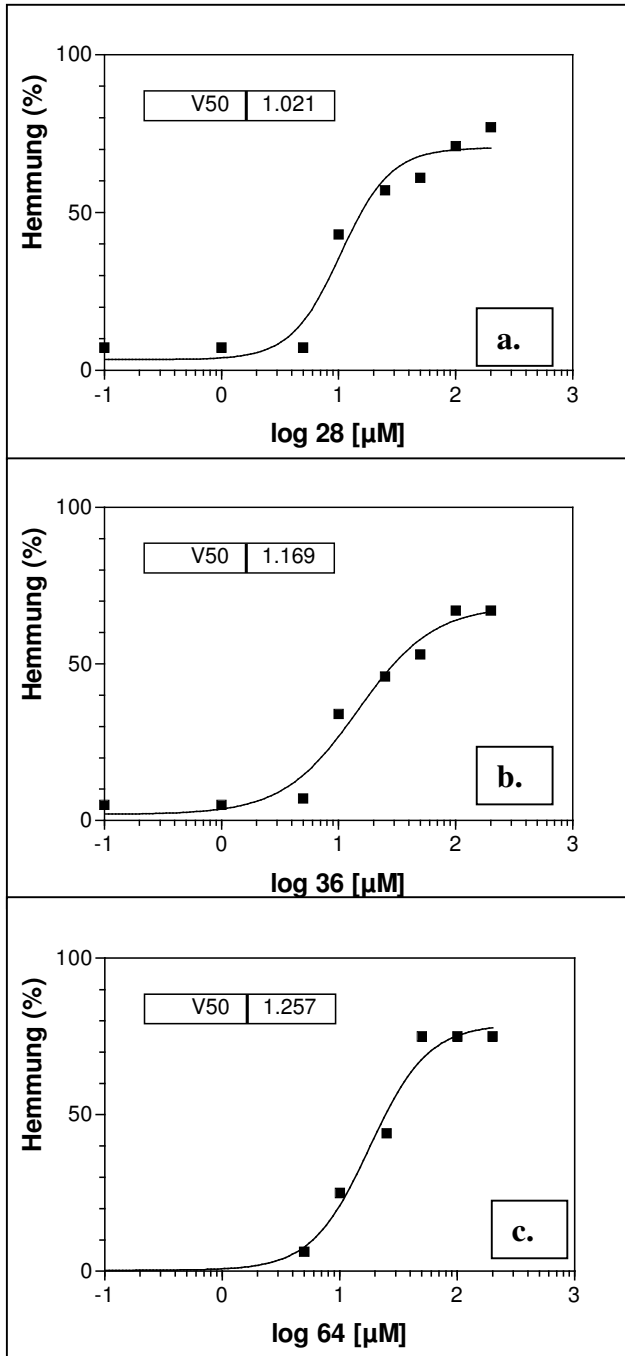 100
V50 1.021
Hemmung (%)
50
a.
0
-1 0 1 2 3
log 28 [µM]
100
V50 1.169
Hemmung (%)
50
b.
0
-1 0 1 2 3
log 36 [µM]
100
V50 1.257
Hemmung (%)
50
c.
0
-1 0 1 2 3
log 64 [µM]